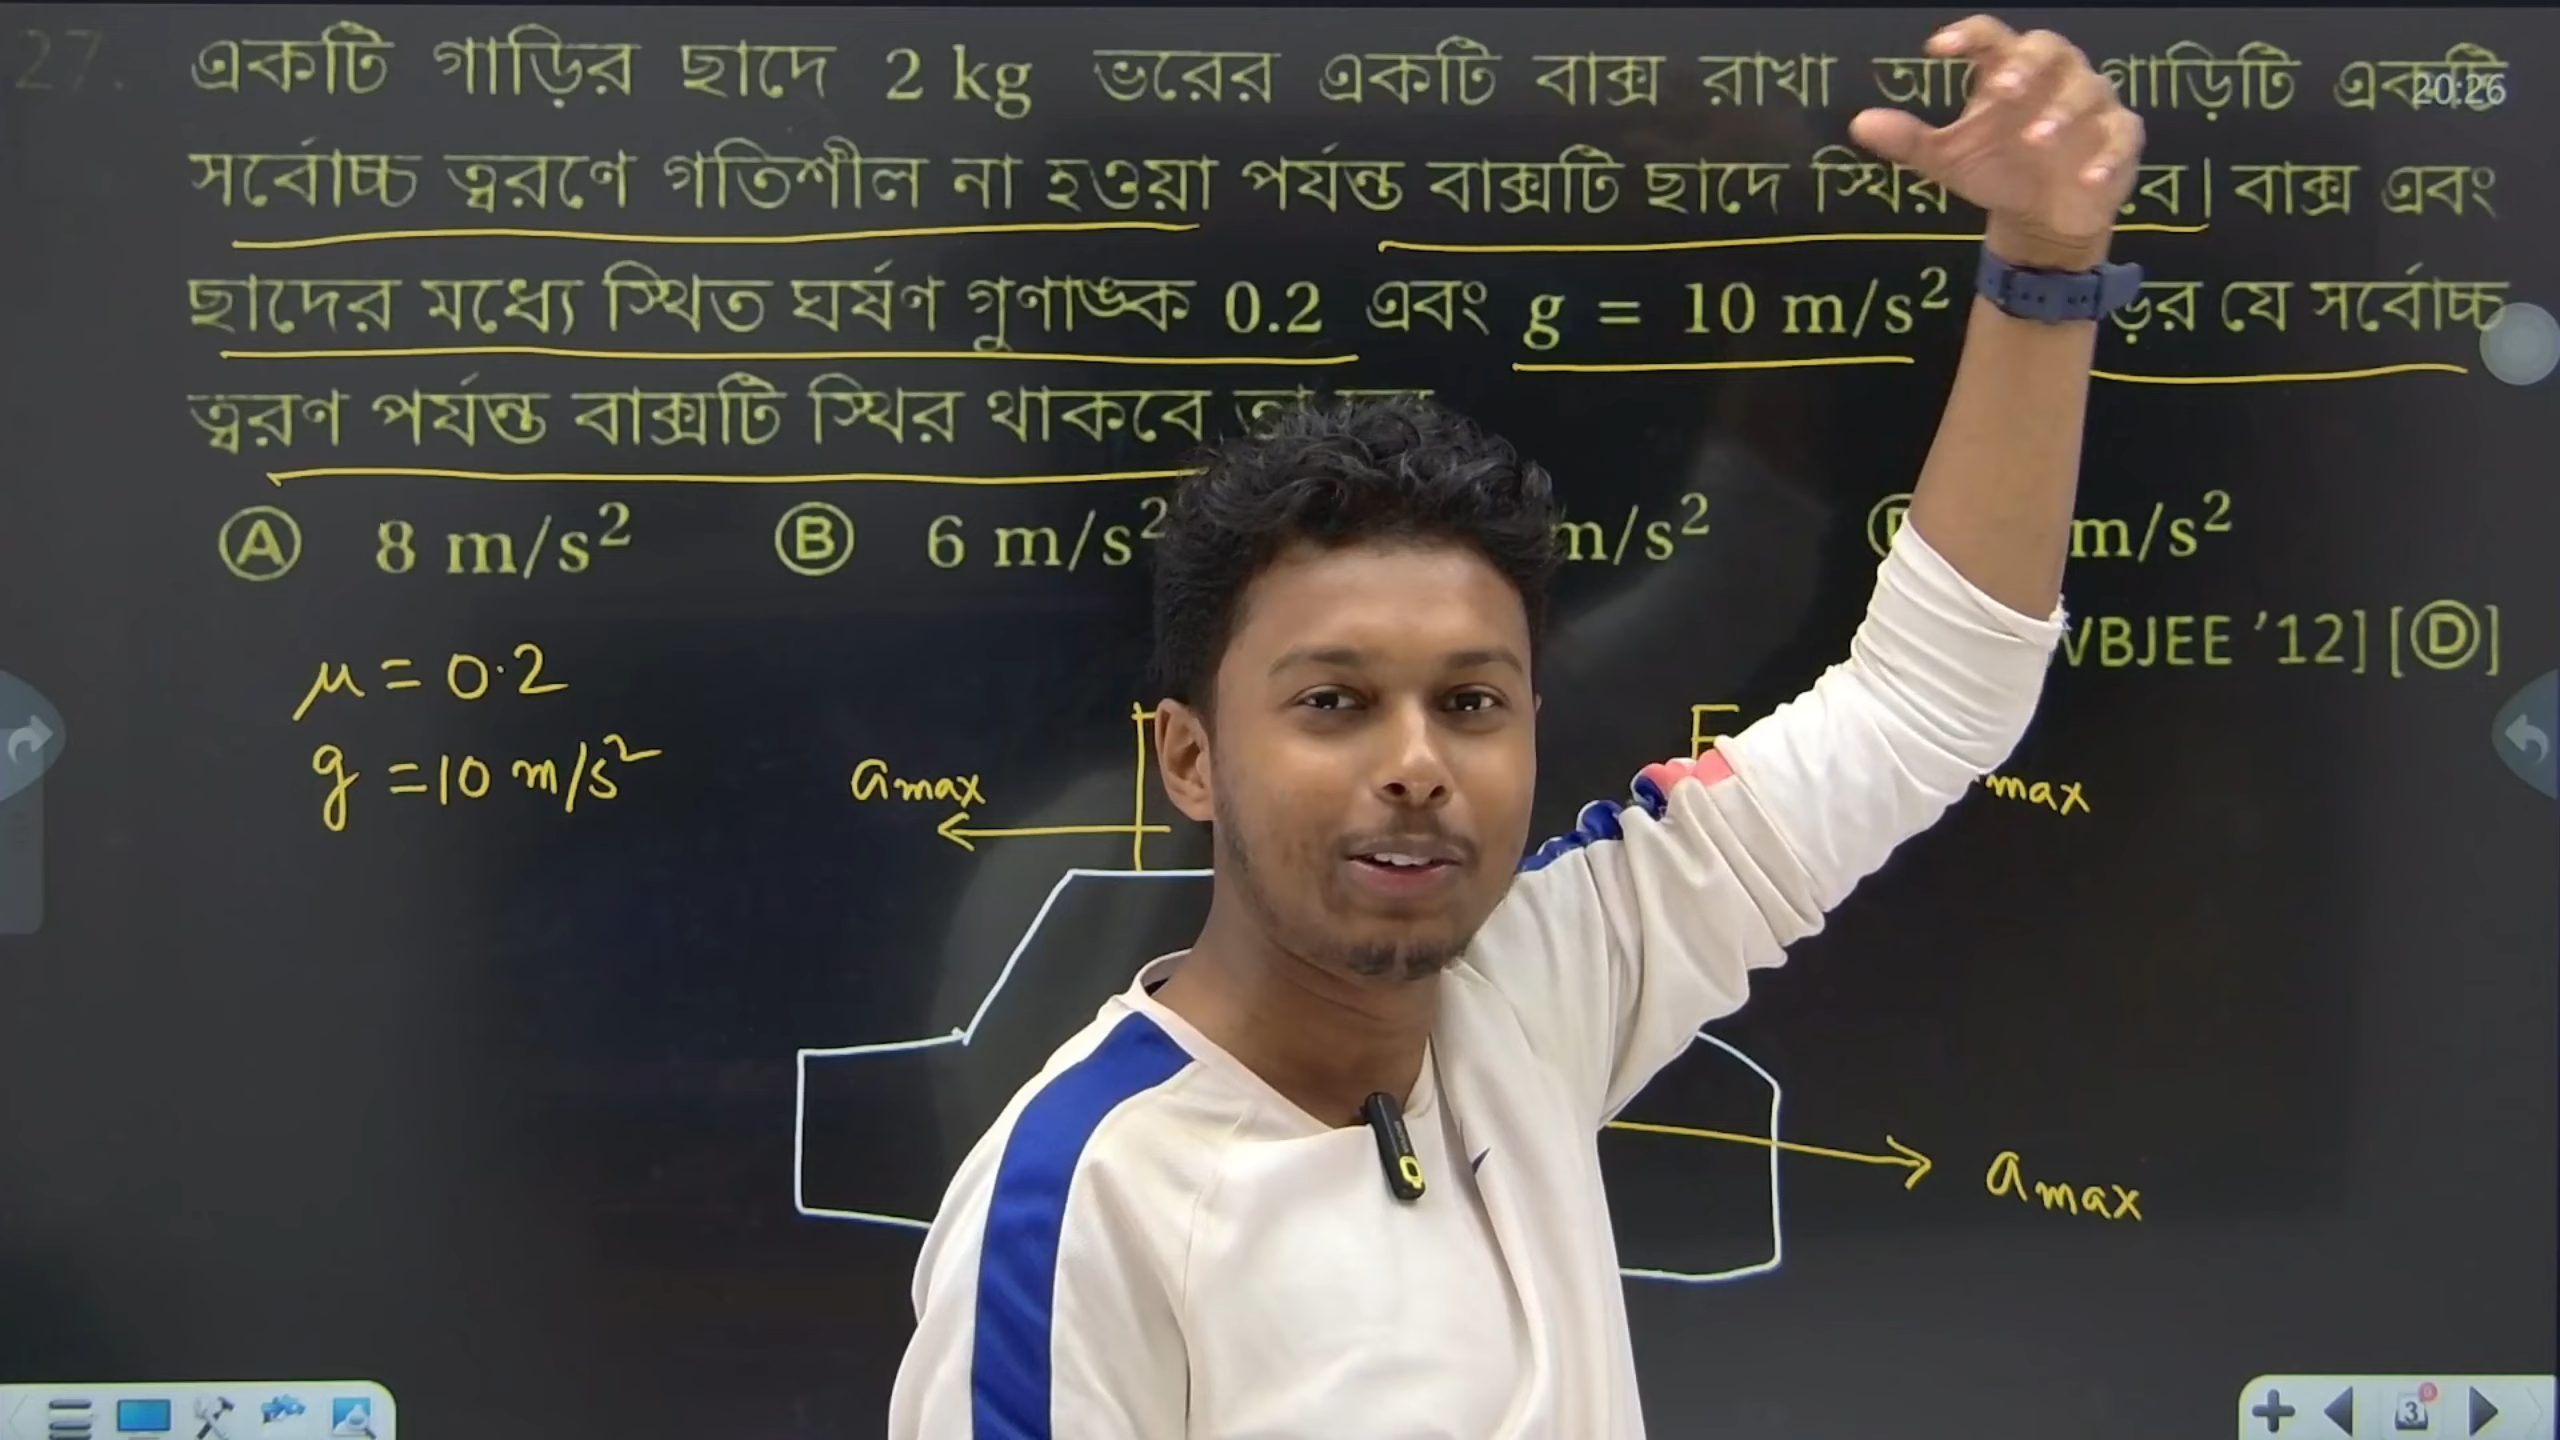 27. একটি গাড়ির ছাদে 2 kg ভরের একটি বাক্স রাখা গাড়িটি একটি
20:26
সর্বোচ্চ ত্বরণে গতিশীল না হওয়া পর্যন্ত বাক্সটি ছাদে স্থির বাক্স এবং
ছাদের মধ্যে স্থিত ঘর্ষণ গুণাঙ্ক 0.2 এবং g = 10 m/s² যে সর্বোচ্চ
ত্বরণ পর্যন্ত বাক্সটি স্থির থাকবে তা
Ⓐ 8 m/s² Ⓑ 6 m/s² m/s² m/s²
WBJEE ’12] [Ⓓ]
μ = 0.2
g = 10 m/s²
amax
F
max
amax
3